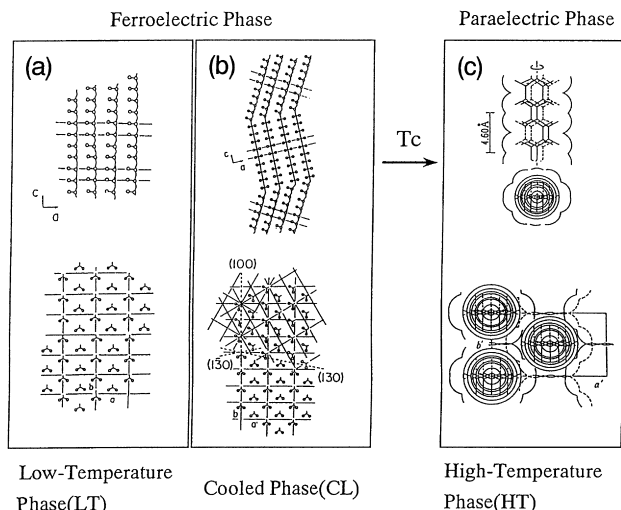 Ferroelectric Phase
Paraelectric Phase
(a)
(b)
(c)
4.60Å
Tc
c
a
c
a
(100)
(130)
(130)
b
a
b
a
b'
a'
Low-Temperature
Phase(LT)
Cooled Phase(CL)
High-Temperature
Phase(HT)